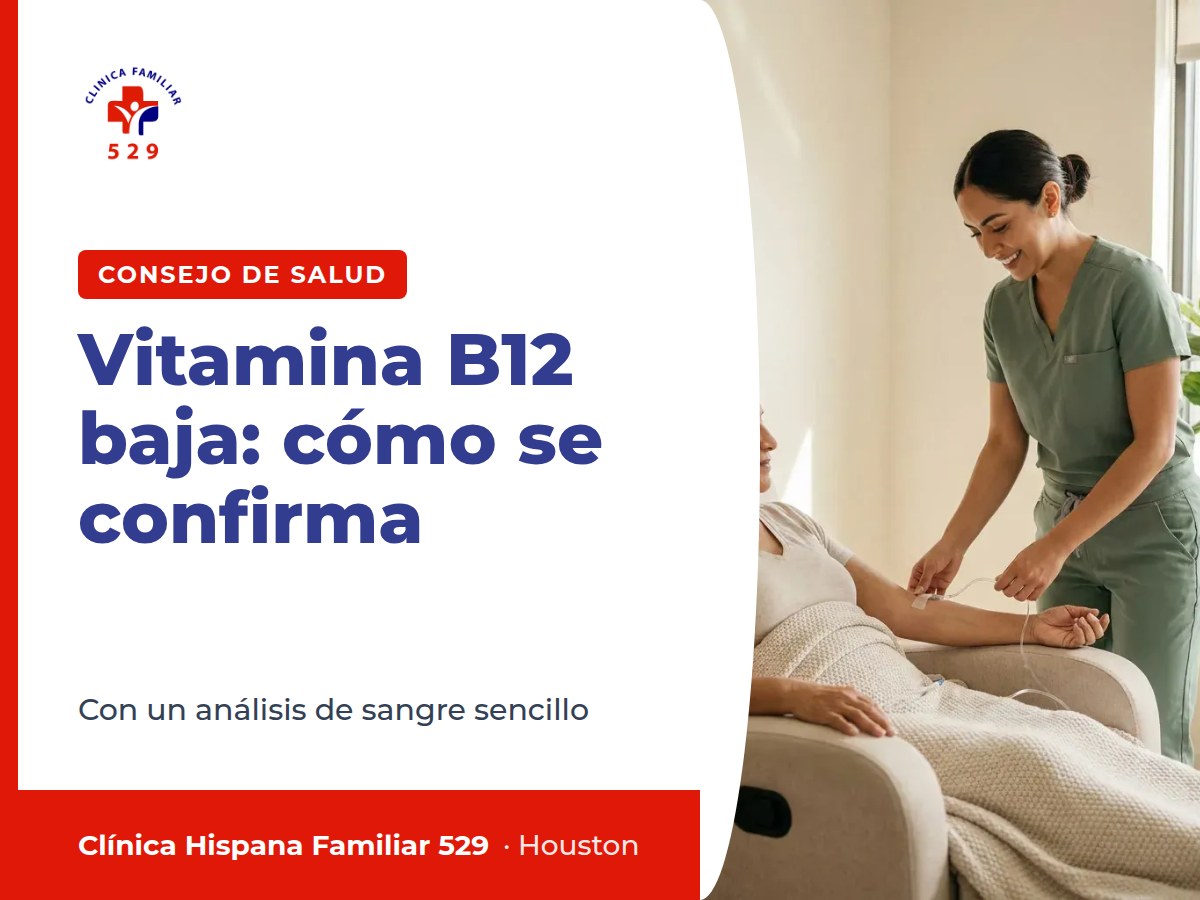 CLINICA FAMILIAR
529
CONSEJO DE SALUD
Vitamina B12
baja: cómo se
confirma
Con un análisis de sangre sencillo
Clínica Hispana Familiar 529 · Houston